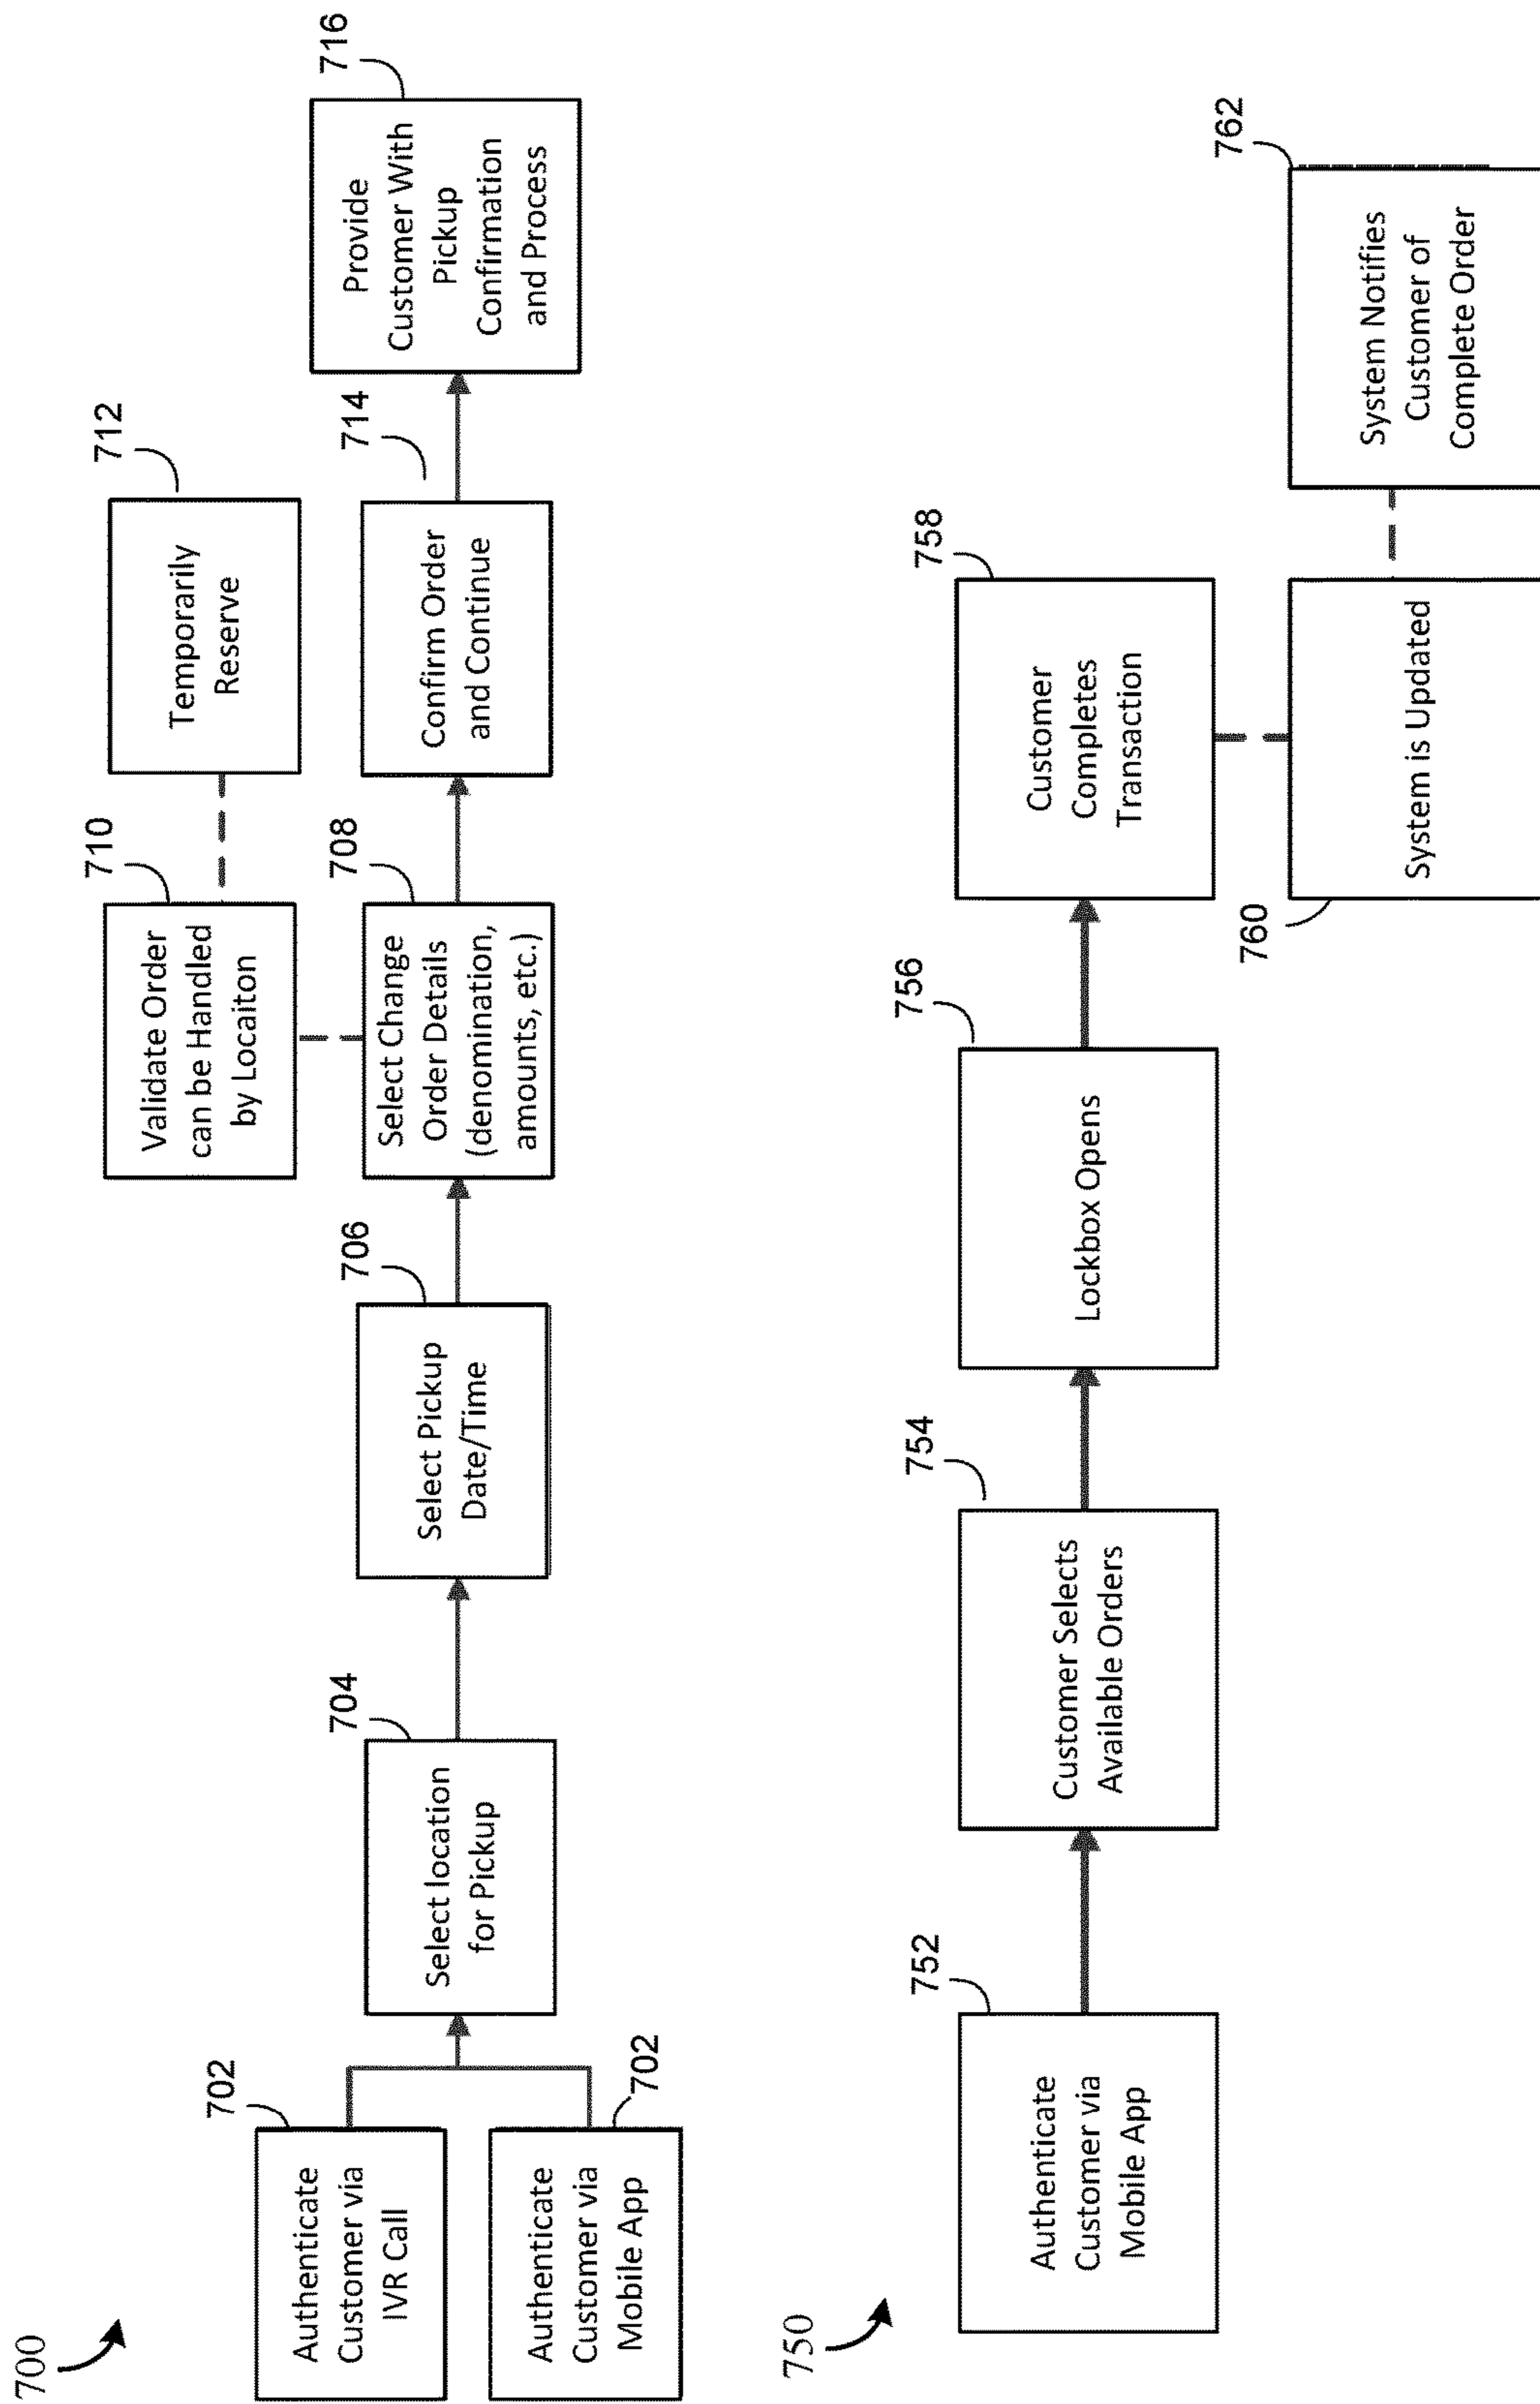 700
702
Authenticate
Customer via
IVR Call
702
Authenticate
Customer via
Mobile App
704
Select location
for Pickup
706
Select Pickup
Date/Time
710
Validate Order
can be Handled
by Locaiton
708
Select Change
Order Details
(denomination,
amounts, etc.)
712
Temporarily
Reserve
714
Confirm Order
and Continue
716
Provide
Customer With
Pickup
Confirmation
and Process
750
752
Authenticate
Customer via
Mobile App
754
Customer Selects
Available Orders
756
Lockbox Opens
758
Customer
Completes
Transaction
760
System is Updated
762
System Notifies
Customer of
Complete Order